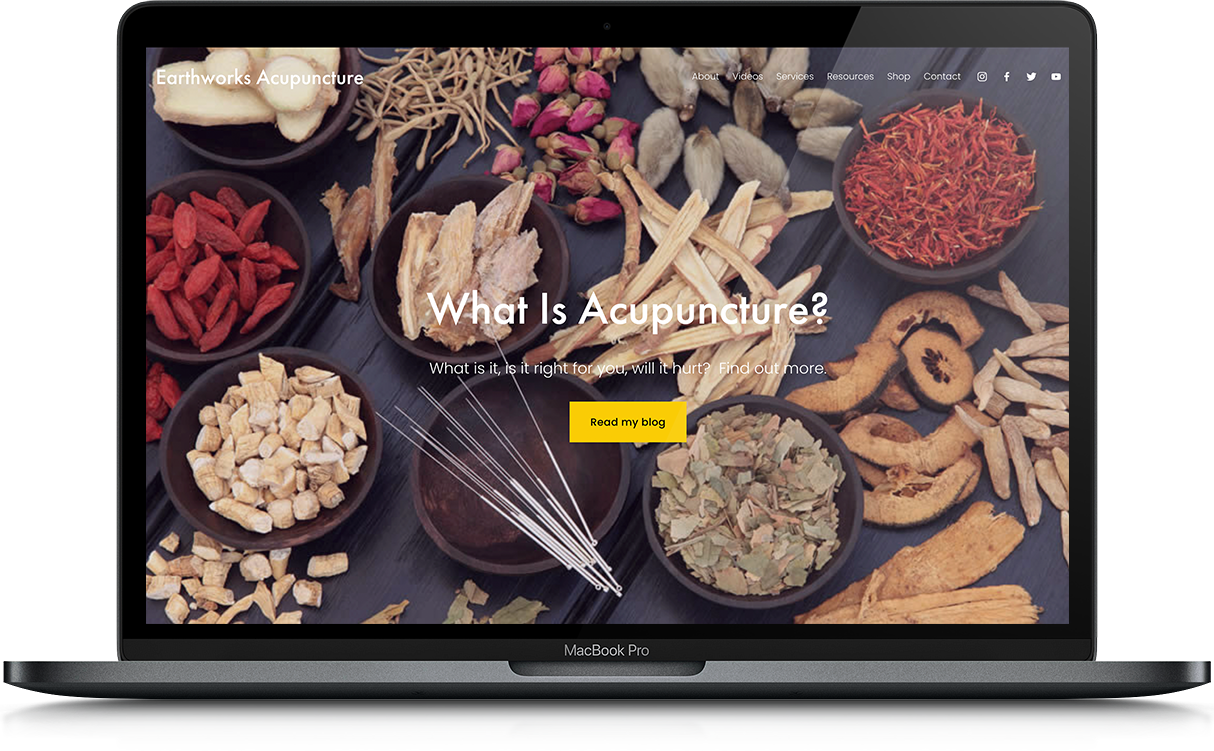 Earthworks Acupuncture
About Videos Services Resources Shop Contact
What Is Acupuncture?
What is it, is it right for you, will it hurt?  Find out more.
Read my blog
MacBook Pro